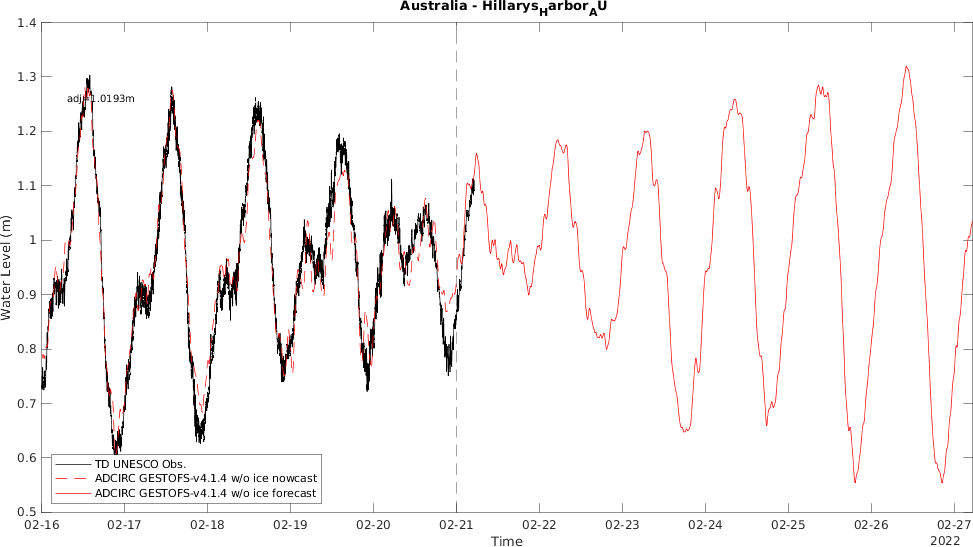 Australia - Hillarys_Harbor_AU
1.4
1.3
adj=1.0193m
1.2
1.1
1
0.9
0.8
0.7
0.6
0.5
Water Level (m)
TD UNESCO Obs.
ADCIRC GESTOFS-v4.1.4 w/o ice nowcast
ADCIRC GESTOFS-v4.1.4 w/o ice forecast
02-16 02-17 02-18 02-19 02-20 02-21 02-22 02-23 02-24 02-25 02-26 02-27
Time
2022